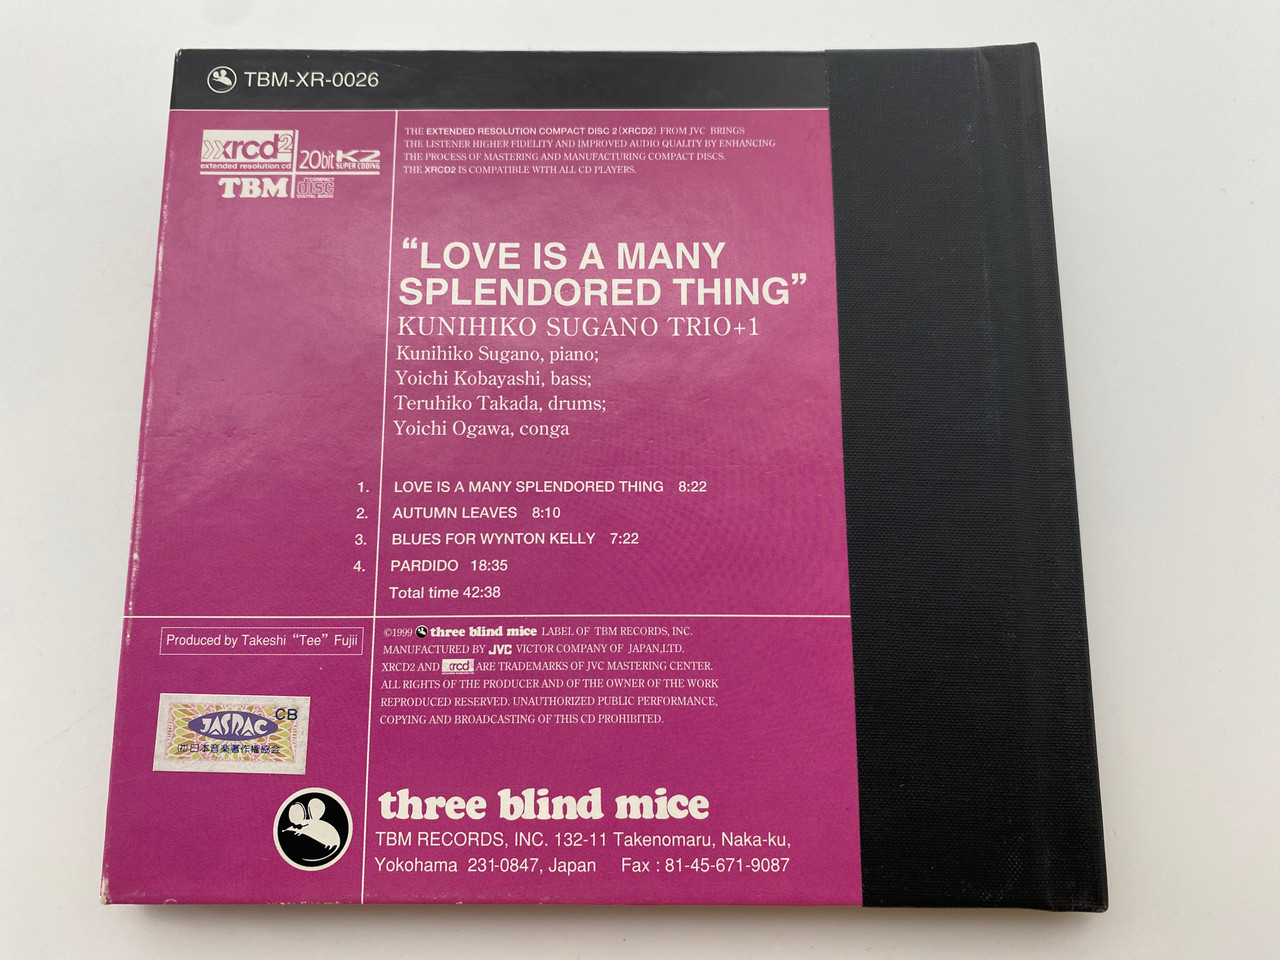 TBM-XR-0026
xrcd2
extended resolution cd
20bit K2
SUPER CODING
TBM
COMPACT
disc
DIGITAL AUDIO
THE EXTENDED RESOLUTION COMPACT DISC 2 (XRCD2) FROM JVC BRINGS
THE LISTENER HIGHER FIDELITY AND IMPROVED AUDIO QUALITY BY ENHANCING
THE PROCESS OF MASTERING AND MANUFACTURING COMPACT DISCS.
THE XRCD2 IS COMPATIBLE WITH ALL CD PLAYERS.
“LOVE IS A MANY
SPLENDORED THING”
KUNIHIKO SUGANO TRIO+1
Kunihiko Sugano, piano;
Yoichi Kobayashi, bass;
Teruhiko Takada, drums;
Yoichi Ogawa, conga
1. LOVE IS A MANY SPLENDORED THING 8:22
2. AUTUMN LEAVES 8:10
3. BLUES FOR WYNTON KELLY 7:22
4. PARDIDO 18:35
Total time 42:38
Produced by Takeshi “Tee” Fujii
©1999 three blind mice LABEL OF TBM RECORDS, INC.
MANUFACTURED BY JVC VICTOR COMPANY OF JAPAN,LTD.
XRCD2 AND xrcd ARE TRADEMARKS OF JVC MASTERING CENTER.
ALL RIGHTS OF THE PRODUCER AND OF THE OWNER OF THE WORK
REPRODUCED RESERVED. UNAUTHORIZED PUBLIC PERFORMANCE,
COPYING AND BROADCASTING OF THIS CD PROHIBITED.
CB
JASRAC
㈳日本音楽著作権協会
three blind mice
TBM RECORDS, INC. 132-11 Takenomaru, Naka-ku,
Yokohama 231-0847, Japan Fax : 81-45-671-9087